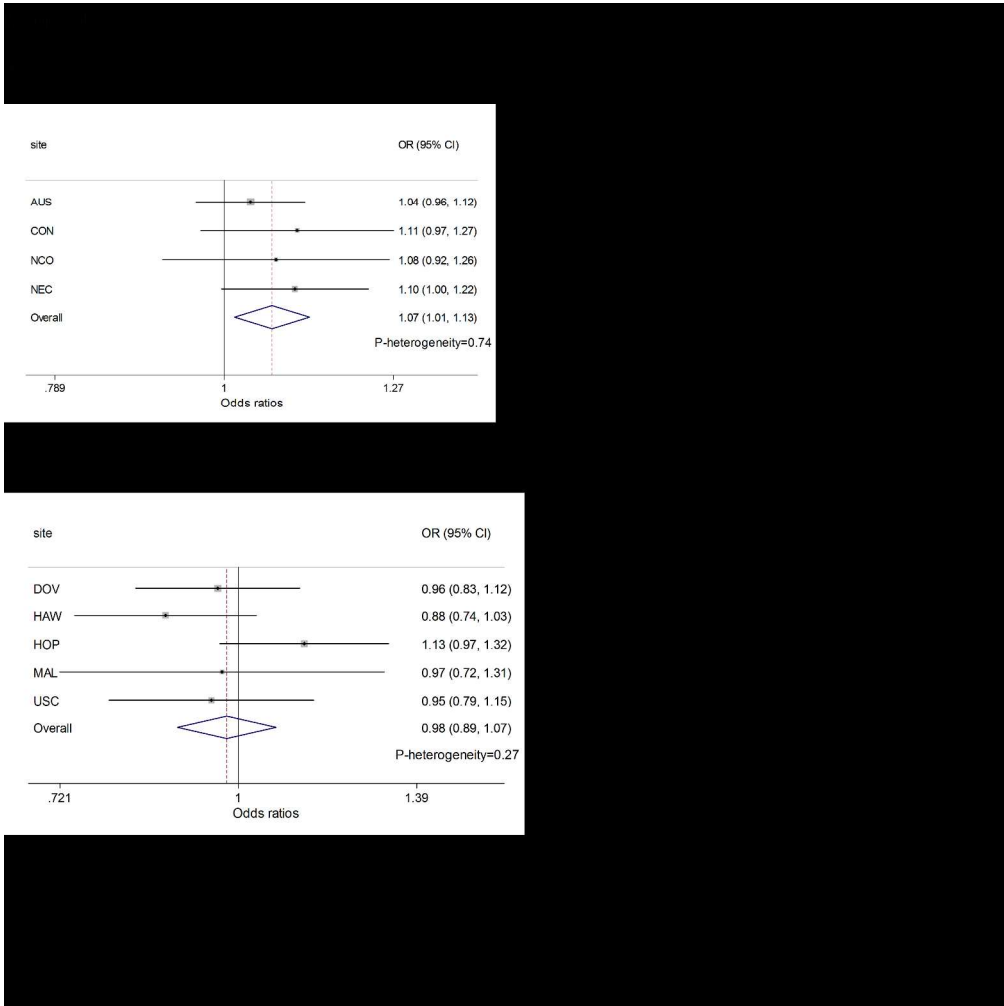 site OR (95% CI)
AUS 1.04 (0.96, 1.12)
CON 1.11 (0.97, 1.27)
NCO 1.08 (0.92, 1.26)
NEC 1.10 (1.00, 1.22)
Overall 1.07 (1.01, 1.13)
P-heterogeneity=0.74
.789 1 1.27
Odds ratios
site OR (95% CI)
DOV 0.96 (0.83, 1.12)
HAW 0.88 (0.74, 1.03)
HOP 1.13 (0.97, 1.32)
MAL 0.97 (0.72, 1.31)
USC 0.95 (0.79, 1.15)
Overall 0.98 (0.89, 1.07)
P-heterogeneity=0.27
.721 1 1.39
Odds ratios